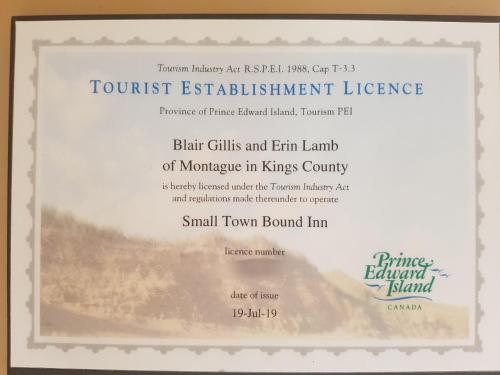 Tourism Industry Act R.S.P.E.I. 1988, Cap T-3.3
TOURIST ESTABLISHMENT LICENCE
Province of Prince Edward Island, Tourism PEI
Blair Gillis and Erin Lamb
of Montague in Kings County
is hereby licensed under the Tourism Industry Act
and regulations made thereunder to operate
Small Town Bound Inn
licence number
date of issue
19-Jul-19
Prince
Edward
Island
CANADA